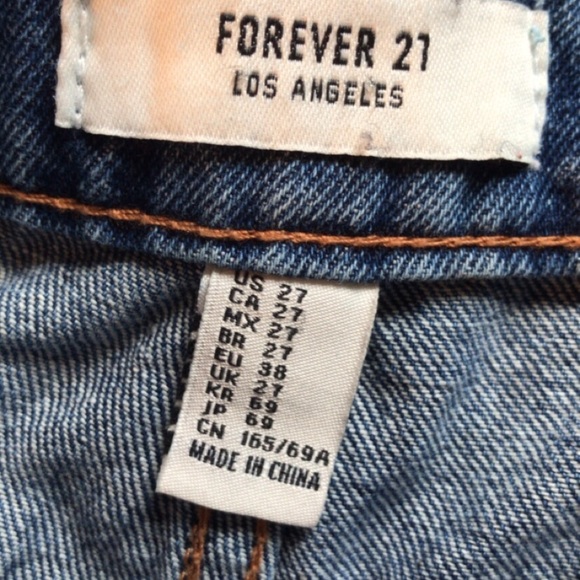 FOREVER 21
LOS ANGELES
US 27
CA 27
MX 27
BR 27
EU 38
UK 27
KR 69
JP 69
CN 165/69A
MADE IN CHINA